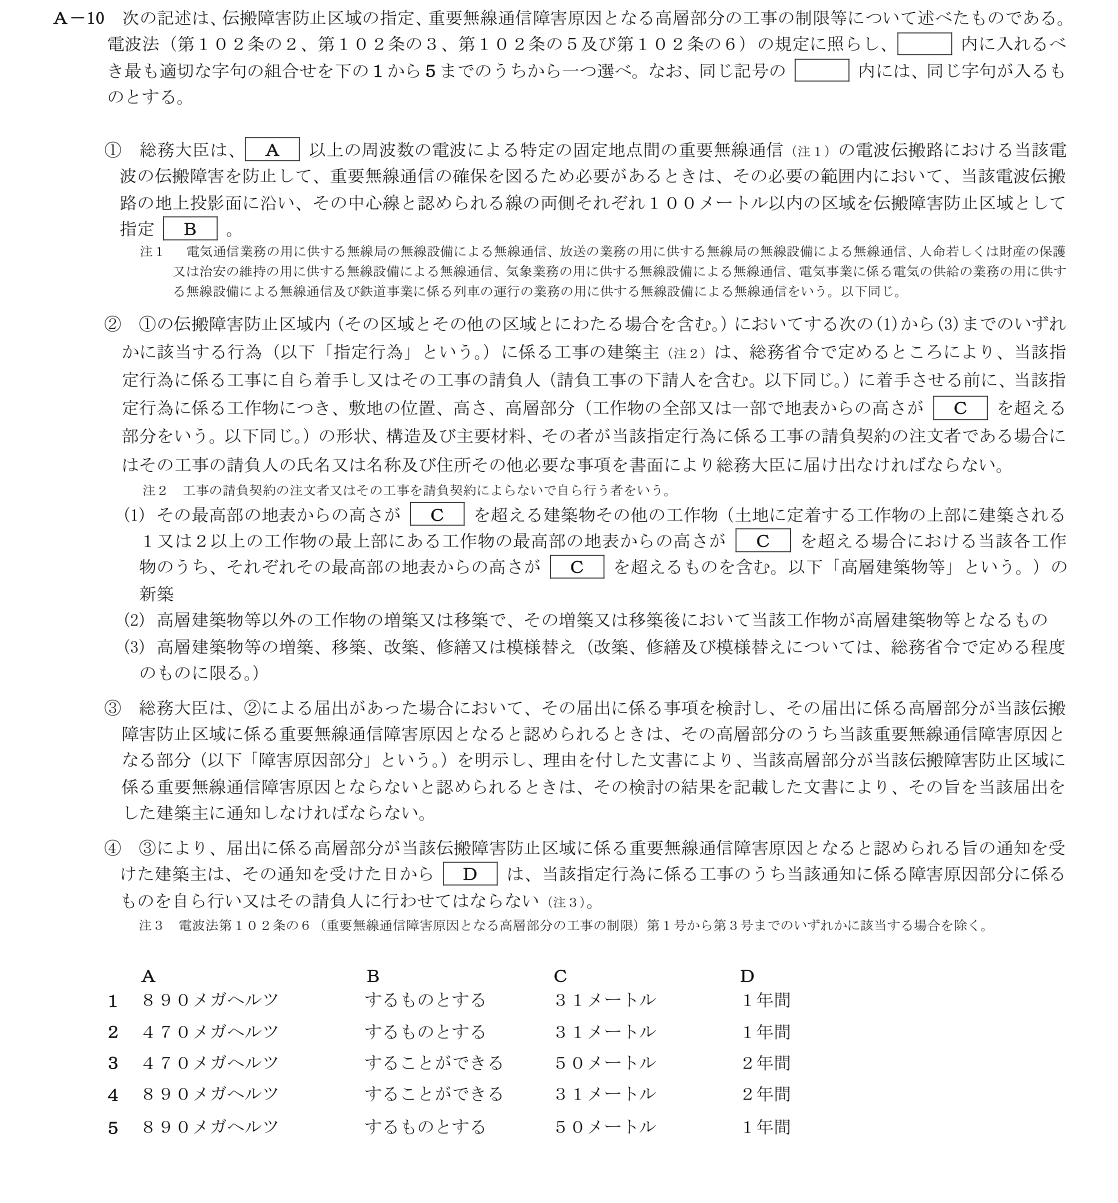 A－10　次の記述は、伝搬障害防止区域の指定、重要無線通信障害原因となる高層部分の工事の制限等について述べたものである。
電波法（第１０２条の２、第１０２条の３、第１０２条の５及び第１０２条の６）の規定に照らし、　　　内に入れるべ
き最も適切な字句の組合せを下の1から5までのうちから一つ選べ。なお、同じ記号の　　　内には、同じ字句が入るも
のとする。
①　総務大臣は、 A 以上の周波数の電波による特定の固定地点間の重要無線通信（注１）の電波伝搬路における当該電
波の伝搬障害を防止して、重要無線通信の確保を図るため必要があるときは、その必要の範囲内において、当該電波伝搬
路の地上投影面に沿い、その中心線と認められる線の両側それぞれ１００メートル以内の区域を伝搬障害防止区域として
指定 B 。
注１　電気通信業務の用に供する無線局の無線設備による無線通信、放送の業務の用に供する無線局の無線設備による無線通信、人命若しくは財産の保護
又は治安の維持の用に供する無線設備による無線通信、気象業務の用に供する無線設備による無線通信、電気事業に係る電気の供給の業務の用に供す
る無線設備による無線通信及び鉄道事業に係る列車の運行の業務の用に供する無線設備による無線通信をいう。以下同じ。
②　①の伝搬障害防止区域内（その区域とその他の区域とにわたる場合を含む。）においてする次の(1)から(3)までのいずれ
かに該当する行為（以下「指定行為」という。）に係る工事の建築主（注２）は、総務省令で定めるところにより、当該指
定行為に係る工事に自ら着手し又はその工事の請負人（請負工事の下請人を含む。以下同じ。）に着手させる前に、当該指
定行為に係る工作物につき、敷地の位置、高さ、高層部分（工作物の全部又は一部で地表からの高さが C を超える
部分をいう。以下同じ。）の形状、構造及び主要材料、その者が当該指定行為に係る工事の請負契約の注文者である場合に
はその工事の請負人の氏名又は名称及び住所その他必要な事項を書面により総務大臣に届け出なければならない。
注２　工事の請負契約の注文者又はその工事を請負契約によらないで自ら行う者をいう。
(1) その最高部の地表からの高さが C を超える建築物その他の工作物（土地に定着する工作物の上部に建築される
１又は２以上の工作物の最上部にある工作物の最高部の地表からの高さが C を超える場合における当該各工作
物のうち、それぞれその最高部の地表からの高さが C を超えるものを含む。以下「高層建築物等」という。）の
新築
(2) 高層建築物等以外の工作物の増築又は移築で、その増築又は移築後において当該工作物が高層建築物等となるもの
(3) 高層建築物等の増築、移築、改築、修繕又は模様替え（改築、修繕及び模様替えについては、総務省令で定める程度
のものに限る。）
③　総務大臣は、②による届出があった場合において、その届出に係る事項を検討し、その届出に係る高層部分が当該伝搬
障害防止区域に係る重要無線通信障害原因となると認められるときは、その高層部分のうち当該重要無線通信障害原因と
なる部分（以下「障害原因部分」という。）を明示し、理由を付した文書により、当該高層部分が当該伝搬障害防止区域に
係る重要無線通信障害原因とならないと認められるときは、その検討の結果を記載した文書により、その旨を当該届出を
した建築主に通知しなければならない。
④　③により、届出に係る高層部分が当該伝搬障害防止区域に係る重要無線通信障害原因となると認められる旨の通知を受
けた建築主は、その通知を受けた日から D は、当該指定行為に係る工事のうち当該通知に係る障害原因部分に係る
ものを自ら行い又はその請負人に行わせてはならない（注３）。
注３　電波法第１０２条の６（重要無線通信障害原因となる高層部分の工事の制限）第１号から第３号までのいずれかに該当する場合を除く。
A　B　C　D
1　８９０メガヘルツ　するものとする　３１メートル　１年間
2　４７０メガヘルツ　するものとする　３１メートル　１年間
3　４７０メガヘルツ　することができる　５０メートル　２年間
4　８９０メガヘルツ　することができる　３１メートル　２年間
5　８９０メガヘルツ　するものとする　５０メートル　１年間